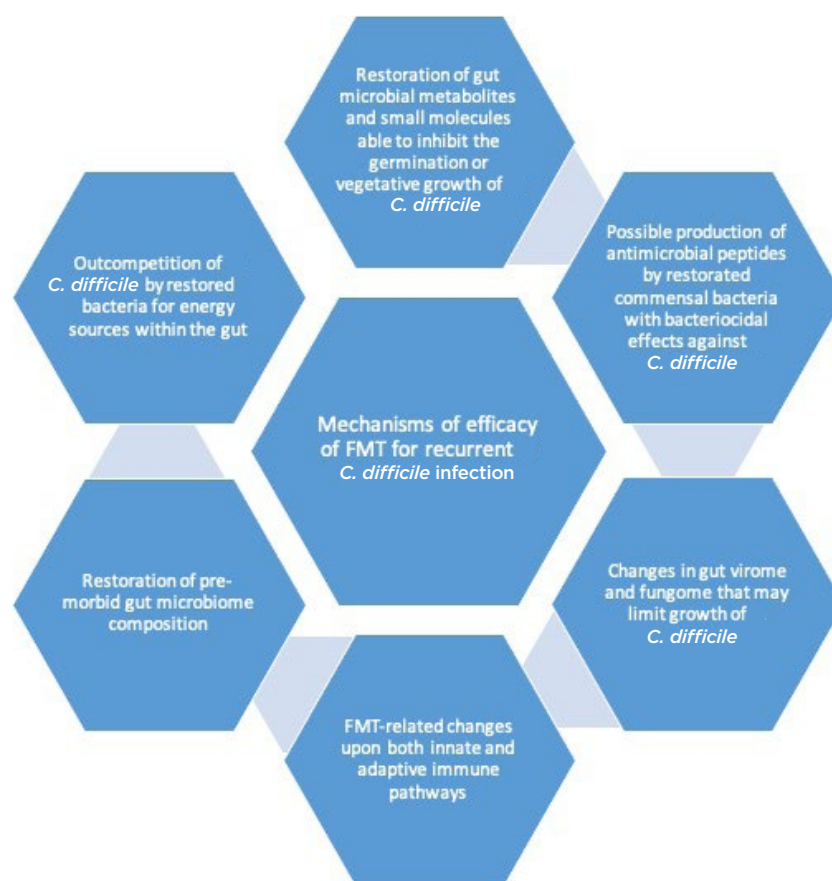 Restoration of gut
microbial metabolites
and small molecules
able to inhibit the
germination or
vegetative growth of
C. difficile
Possible production of
antimicrobial peptides
by restorated
commensal bacteria
with bacteriocidal
effects against
C. difficile
Changes in gut virome
and fungome that may
limit growth of
C. difficile
FMT-related changes
upon both innate and
adaptive immune
pathways
Restoration of pre-
morbid gut microbiome
composition
Outcompetition of
C. difficile by restored
bacteria for energy
sources within the gut
Mechanisms of efficacy
of FMT for recurrent
C. difficile infection